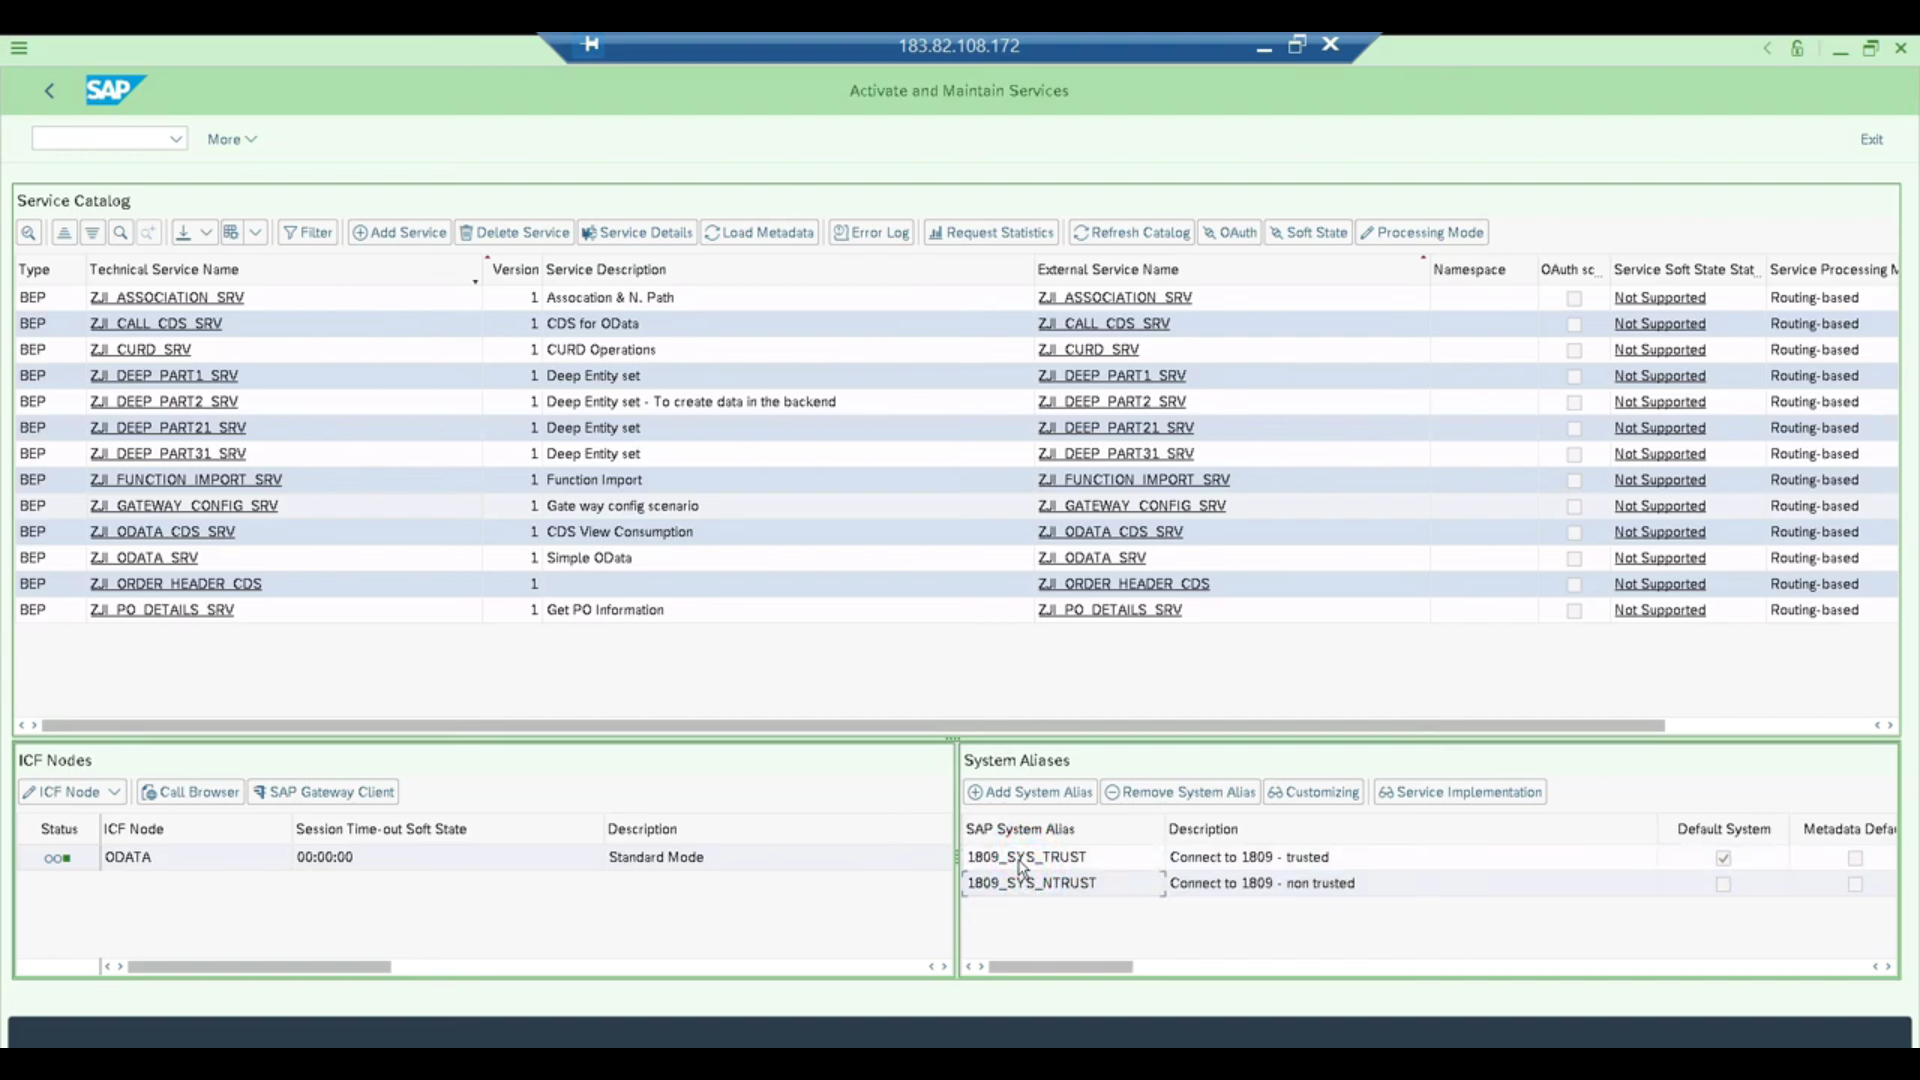 183.82.108.172
SAP
Activate and Maintain Services
More
Exit
Service Catalog
Filter Add Service Delete Service Service Details Load Metadata Error Log Request Statistics Refresh Catalog OAuth Soft State Processing Mode
Type Technical Service Name Version Service Description External Service Name Namespace OAuth sc... Service Soft State Stat... Service Processing M
BEP ZJI_ASSOCIATION_SRV 1 Assocation & N. Path ZJI_ASSOCIATION_SRV Not Supported Routing-based
BEP ZJI_CALL_CDS_SRV 1 CDS for OData ZJI_CALL_CDS_SRV Not Supported Routing-based
BEP ZJI_CURD_SRV 1 CURD Operations ZJI_CURD_SRV Not Supported Routing-based
BEP ZJI_DEEP_PART1_SRV 1 Deep Entity set ZJI_DEEP_PART1_SRV Not Supported Routing-based
BEP ZJI_DEEP_PART2_SRV 1 Deep Entity set - To create data in the backend ZJI_DEEP_PART2_SRV Not Supported Routing-based
BEP ZJI_DEEP_PART21_SRV 1 Deep Entity set ZJI_DEEP_PART21_SRV Not Supported Routing-based
BEP ZJI_DEEP_PART31_SRV 1 Deep Entity set ZJI_DEEP_PART31_SRV Not Supported Routing-based
BEP ZJI_FUNCTION_IMPORT_SRV 1 Function Import ZJI_FUNCTION_IMPORT_SRV Not Supported Routing-based
BEP ZJI_GATEWAY_CONFIG_SRV 1 Gate way config scenario ZJI_GATEWAY_CONFIG_SRV Not Supported Routing-based
BEP ZJI_ODATA_CDS_SRV 1 CDS View Consumption ZJI_ODATA_CDS_SRV Not Supported Routing-based
BEP ZJI_ODATA_SRV 1 Simple OData ZJI_ODATA_SRV Not Supported Routing-based
BEP ZJI_ORDER_HEADER_CDS 1 ZJI_ORDER_HEADER_CDS Not Supported Routing-based
BEP ZJI_PO_DETAILS_SRV 1 Get PO Information ZJI_PO_DETAILS_SRV Not Supported Routing-based
ICF Nodes
ICF Node Call Browser SAP Gateway Client
Status ICF Node Session Time-out Soft State Description
ODATA 00:00:00 Standard Mode
System Aliases
Add System Alias Remove System Alias Customizing Service Implementation
SAP System Alias Description Default System Metadata Defau
1809_SYS_TRUST Connect to 1809 - trusted
1809_SYS_NTRUST Connect to 1809 - non trusted